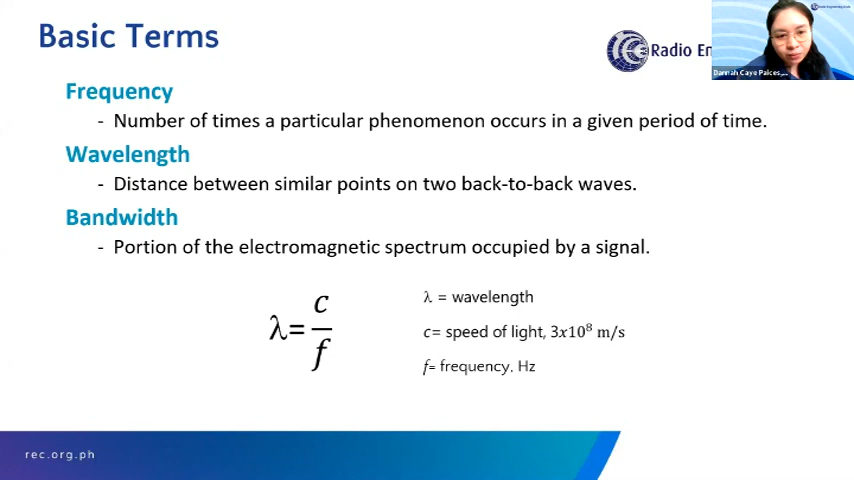 Basic Terms
Radio En
Dannah Caye Palces
Frequency
- Number of times a particular phenomenon occurs in a given period of time.
Wavelength
- Distance between similar points on two back-to-back waves.
Bandwidth
- Portion of the electromagnetic spectrum occupied by a signal.
λ=c/f
λ = wavelength
c= speed of light, 3x10⁸ m/s
f= frequency, Hz
rec.org.ph